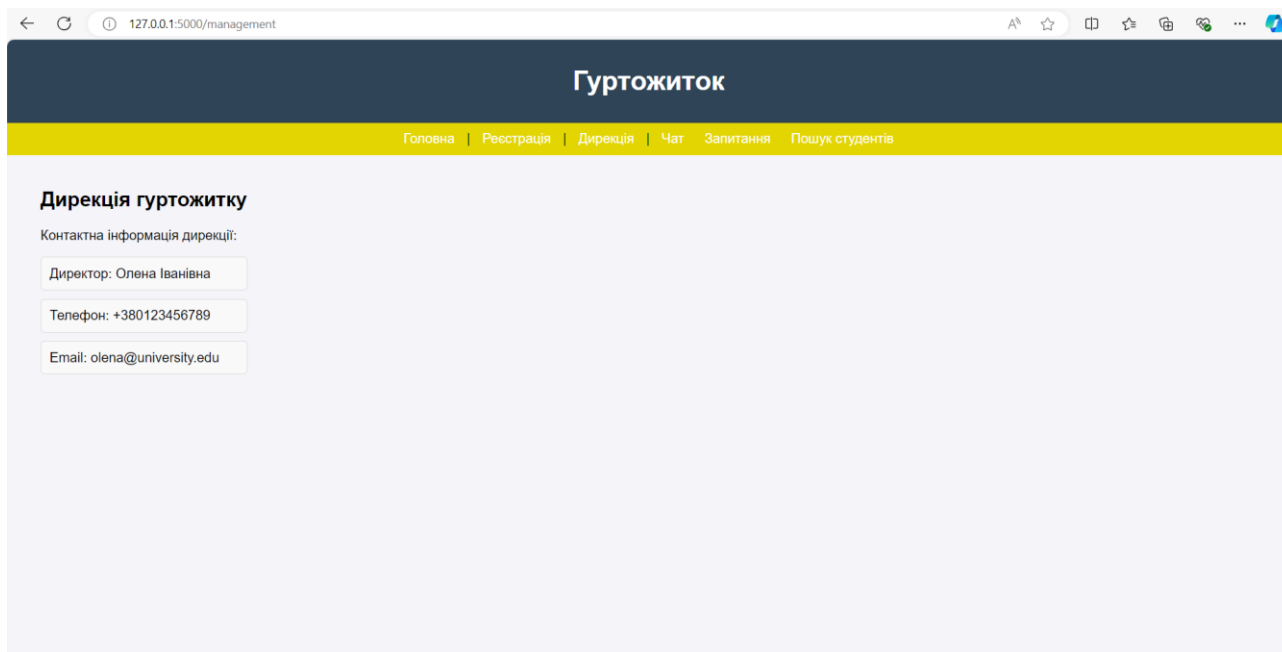 127.0.0.1:5000/management
Гуртожиток
Головна | Реєстрація | Дирекція | Чат Запитання Пошук студентів
Дирекція гуртожитку
Контактна інформація дирекції:
Директор: Олена Іванівна
Телефон: +380123456789
Email: olena@university.edu